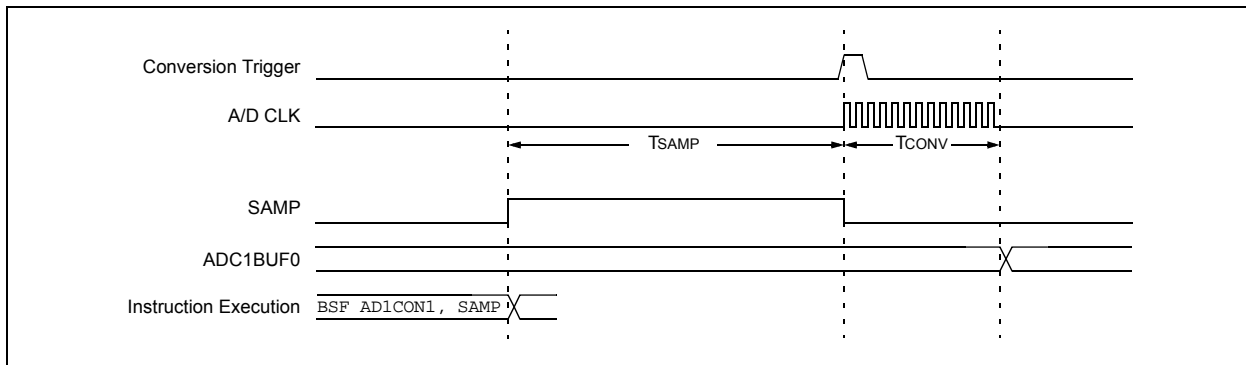 Conversion Trigger
A/D CLK
TSAMP
TCONV
SAMP
ADC1BUF0
Instruction Execution
BSF AD1CON1, SAMP